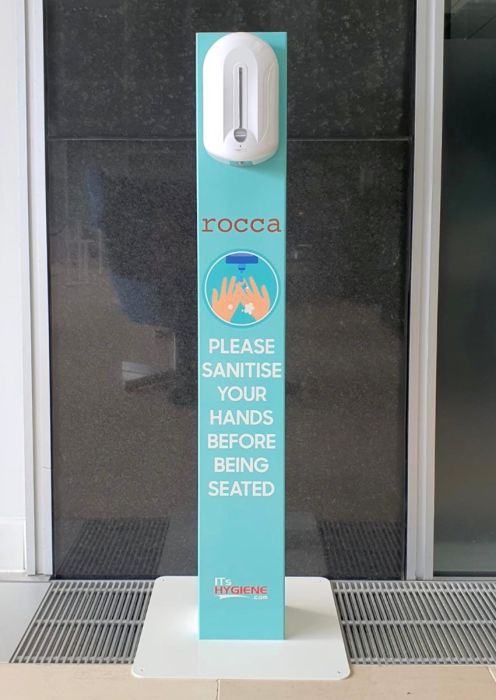 rocca
PLEASE
SANITISE
YOUR
HANDS
BEFORE
BEING
SEATED
ITs
HYGIENE
.com